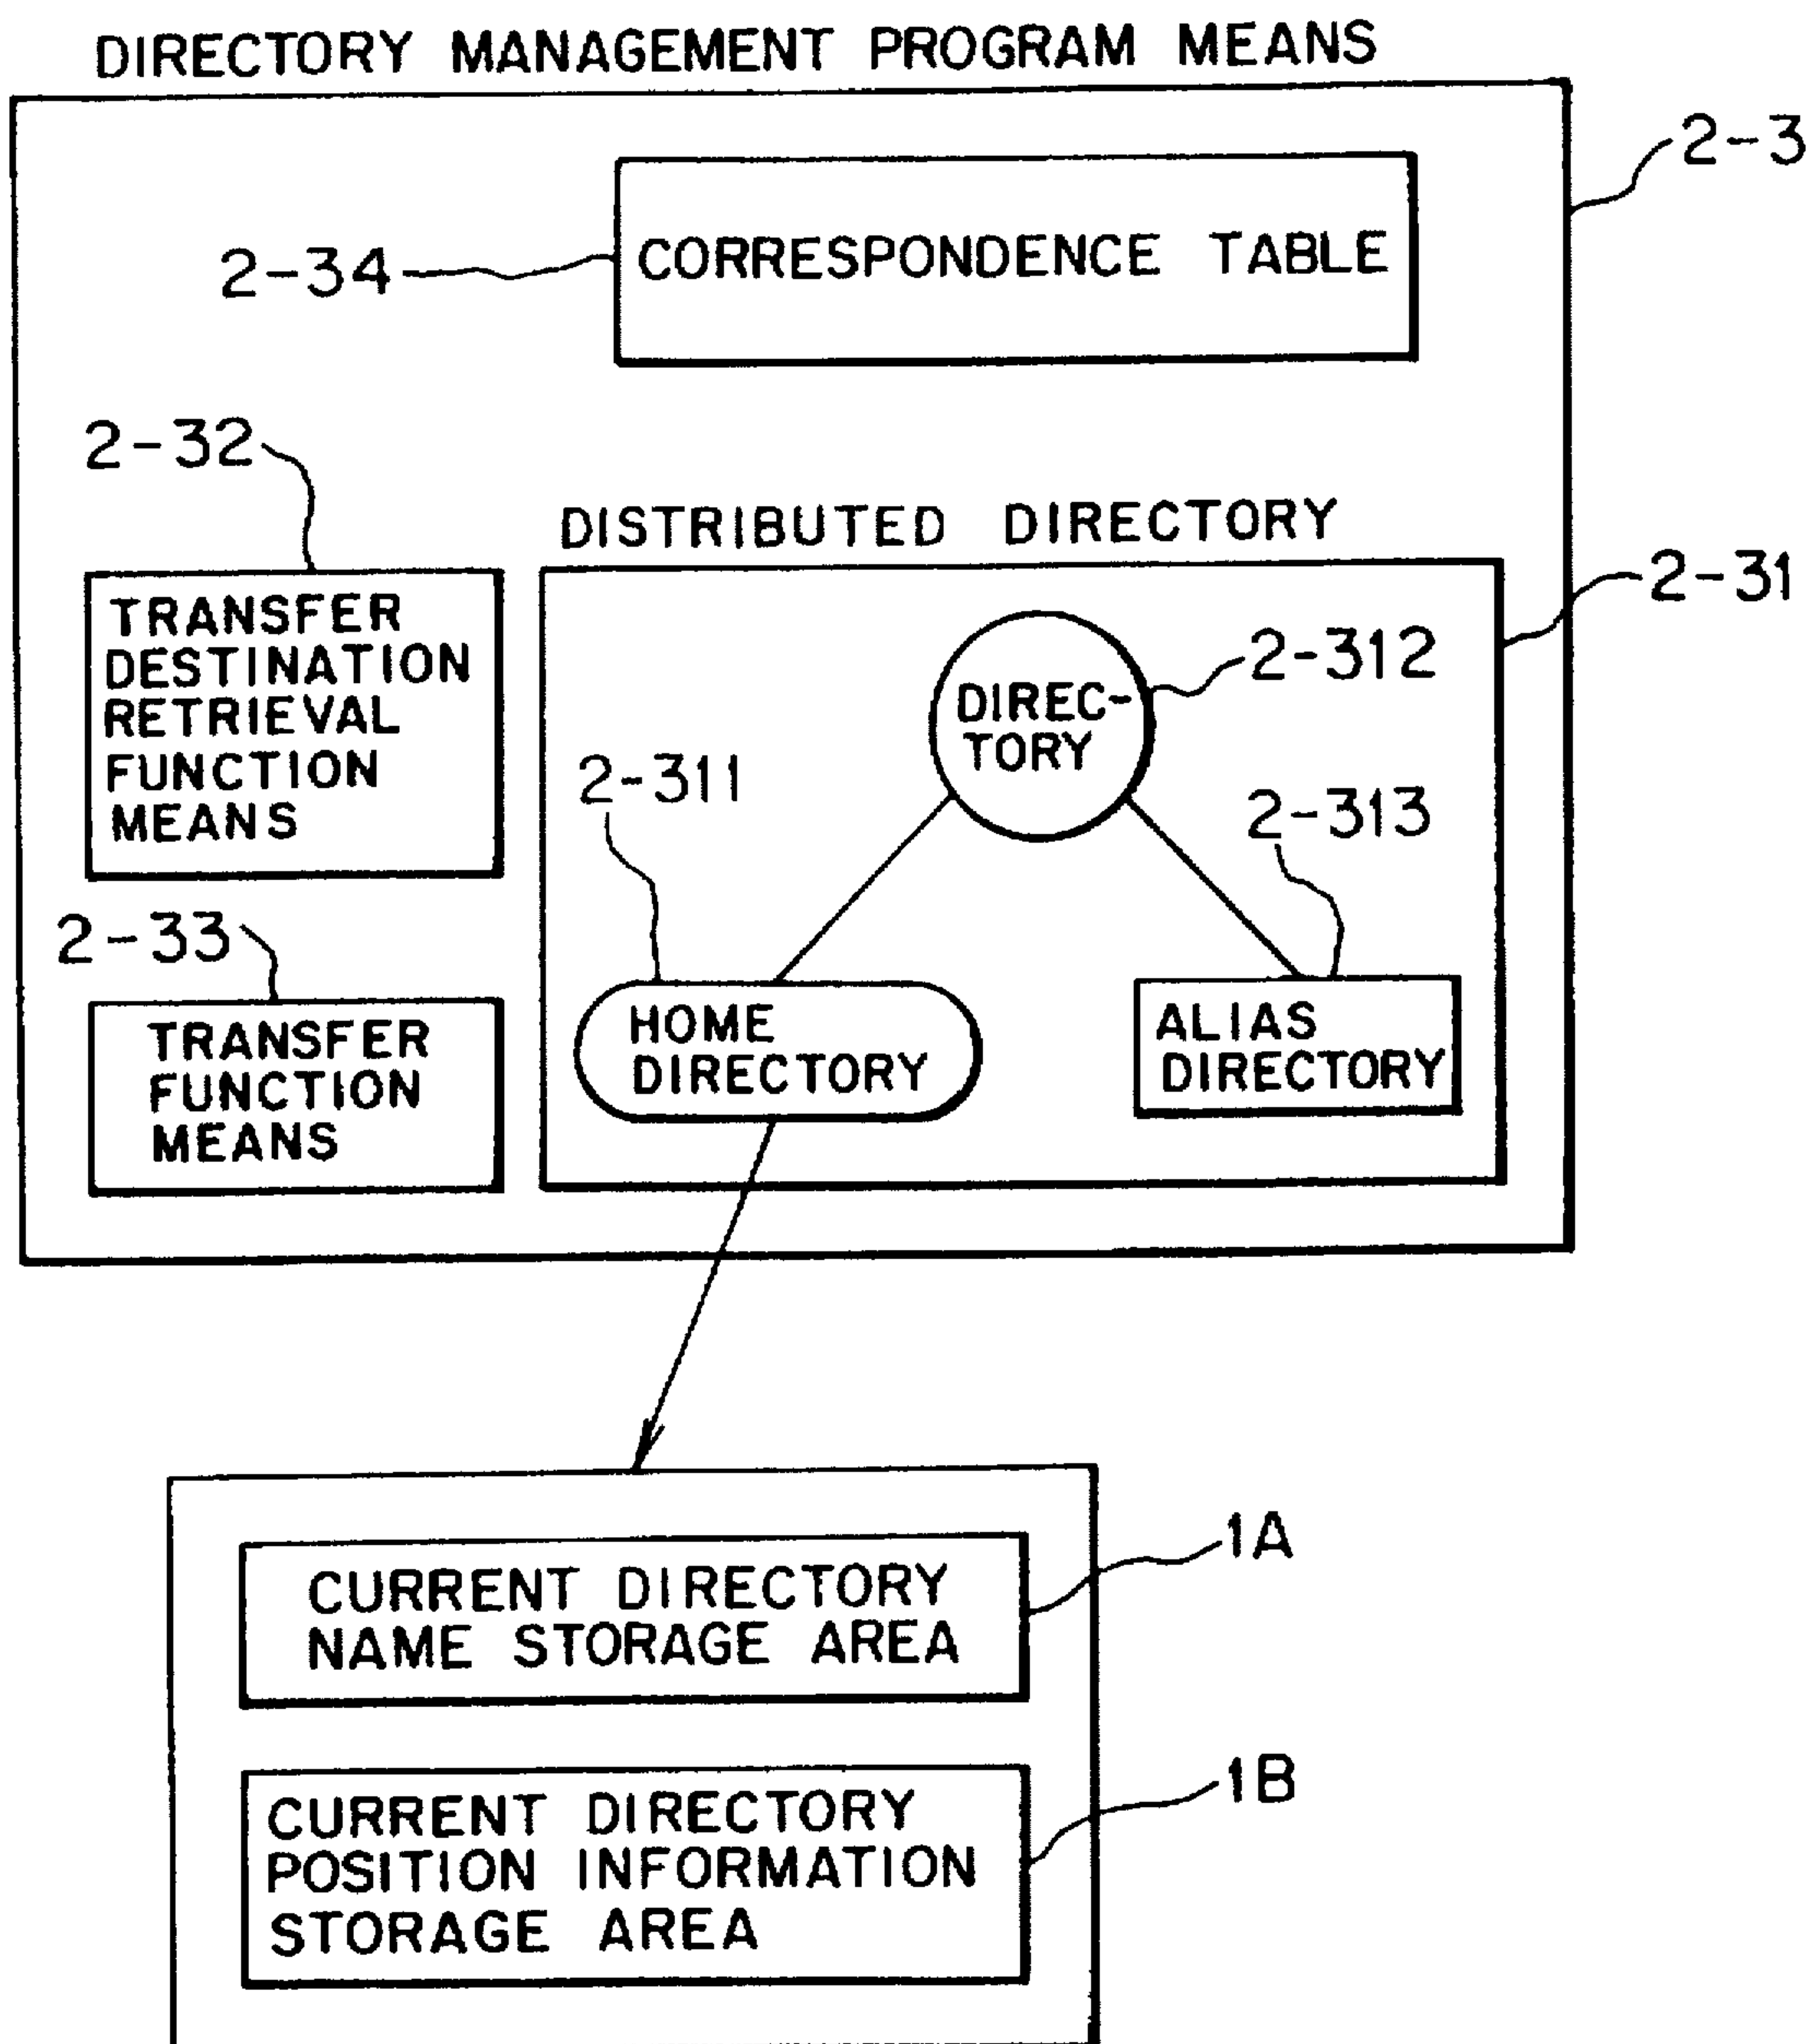 DIRECTORY MANAGEMENT PROGRAM MEANS
2-3
2-34
CORRESPONDENCE TABLE
2-32
DISTRIBUTED DIRECTORY
2-31
TRANSFER
DESTINATION
RETRIEVAL
FUNCTION
MEANS
2-312
DIREC-
TORY
2-311
2-313
2-33
HOME
DIRECTORY
ALIAS
DIRECTORY
TRANSFER
FUNCTION
MEANS
1A
CURRENT DIRECTORY
NAME STORAGE AREA
1B
CURRENT DIRECTORY
POSITION INFORMATION
STORAGE AREA